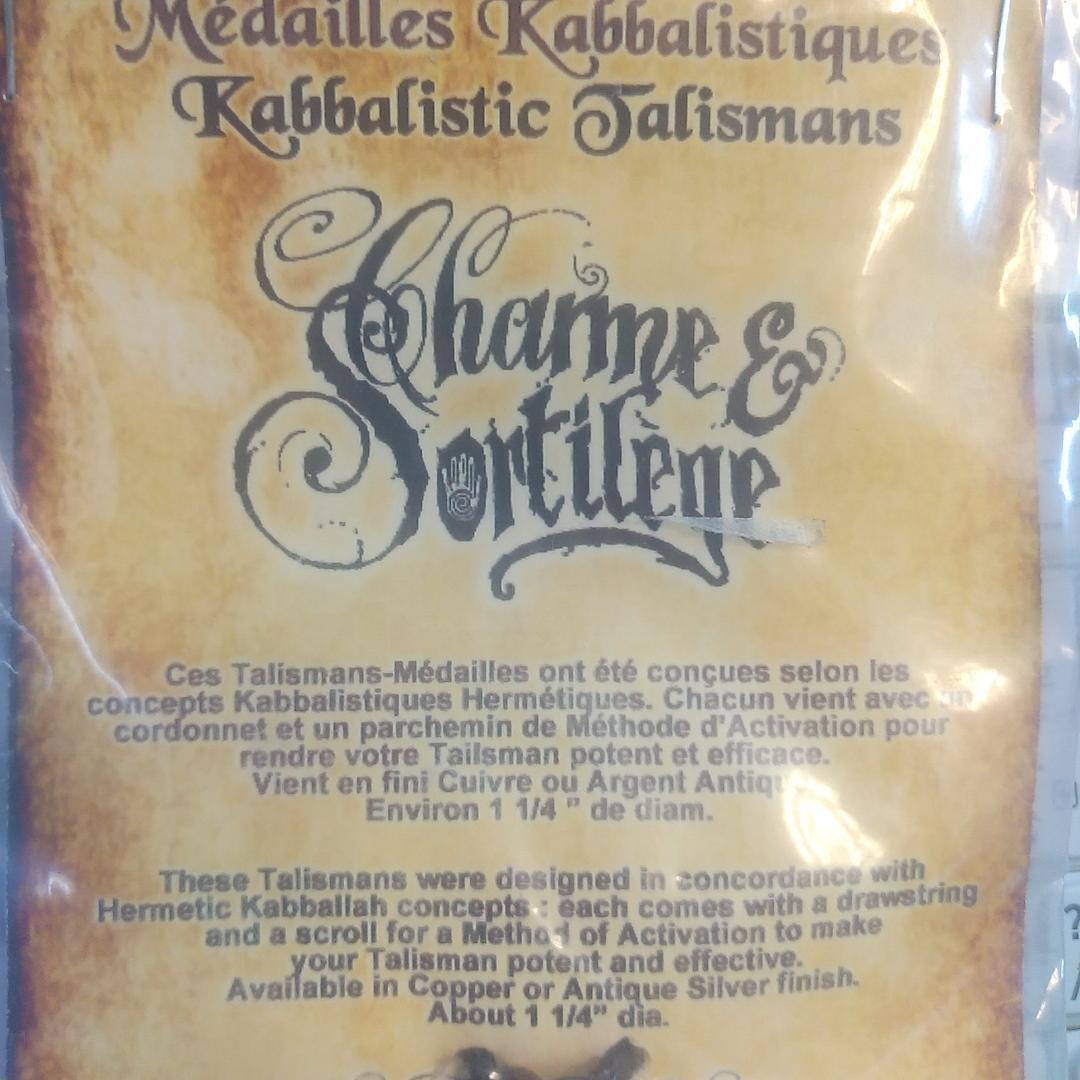 Médailles Kabbalistiques
Kabbalistic Talismans
Charme &
Sortilège
Ces Talismans-Médailles ont été conçues selon les
concepts Kabbalistiques Hermétiques. Chacun vient avec un
cordonnet et un parchemin de Méthode d'Activation pour
rendre votre Tailsman potent et efficace.
Vient en fini Cuivre ou Argent
Environ 1 1/4 " de diam.
These Talismans were designed in concordance with
Hermetic Kabballah concepts : each comes with a drawstring
and a scroll for a Method of Activation to make
your Talisman potent and effective.
Available in Copper or Antique Silver finish.
About 1 1/4" dia.